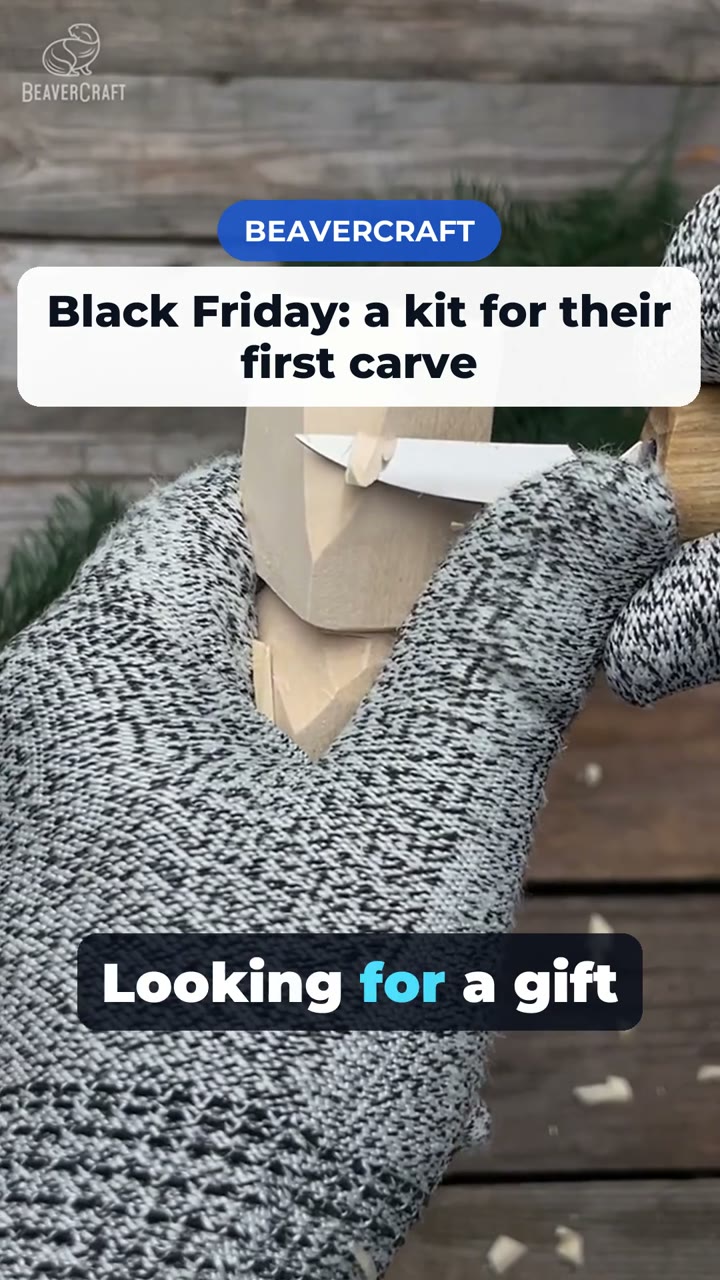 BEAVERCRAFT
BEAVERCRAFT
Black Friday: a kit for their
first carve
Looking for a gift